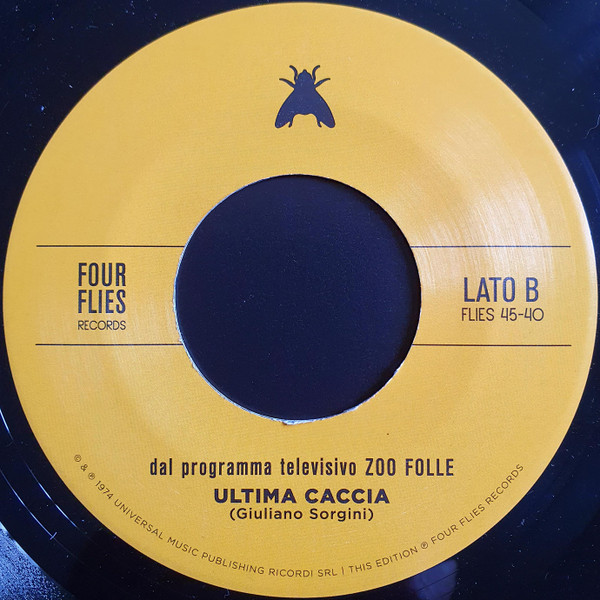 FOUR
FLIES
RECORDS
LATO B
FLIES 45-40
dal programma televisivo ZOO FOLLE
ULTIMA CACCIA
(Giuliano Sorgini)
© & ℗ 1974 UNIVERSAL MUSIC PUBLISHING RICORDI SRL | THIS EDITION ℗ FOUR FLIES RECORDS